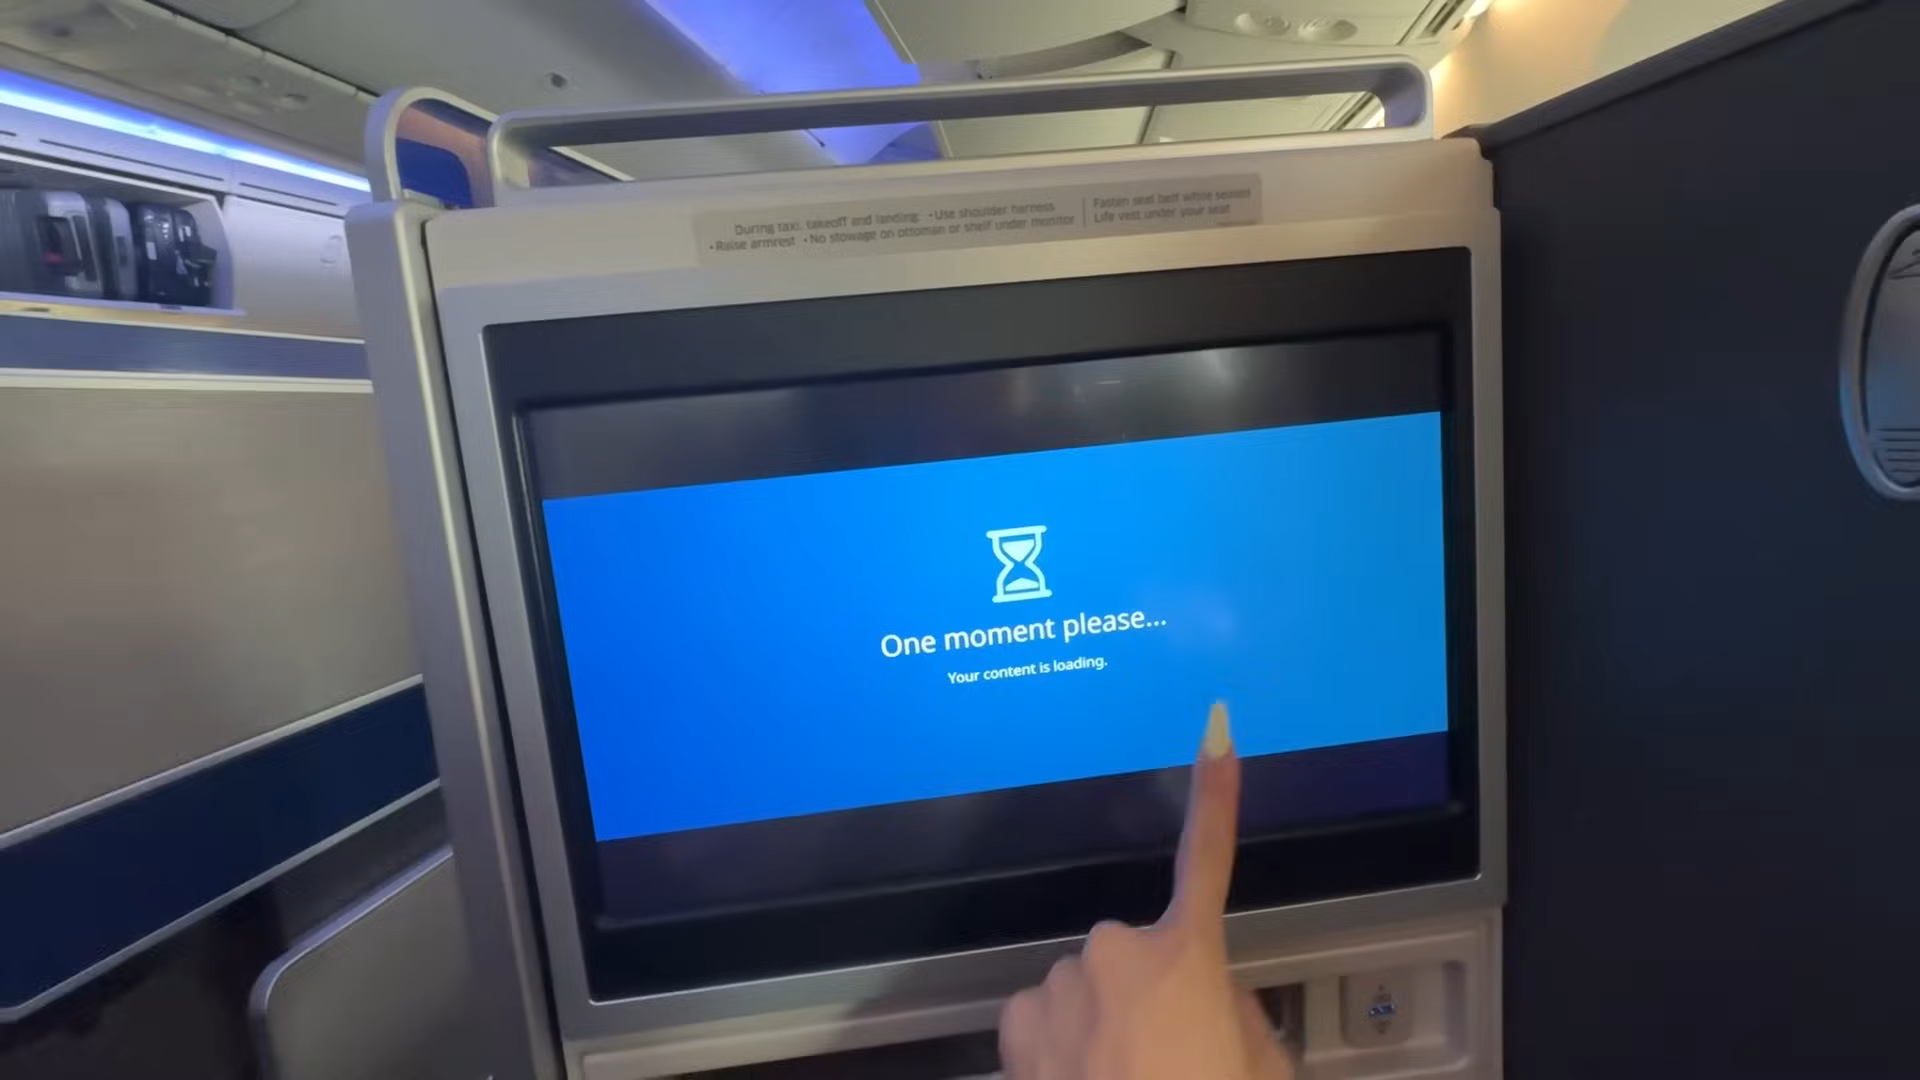 During taxi, takeoff and landing: • Use shoulder harness
• Raise armrest • No stowage on ottoman or shelf under monitor
Fasten seat belt while seated
Life vest under your seat
One moment please...
Your content is loading.